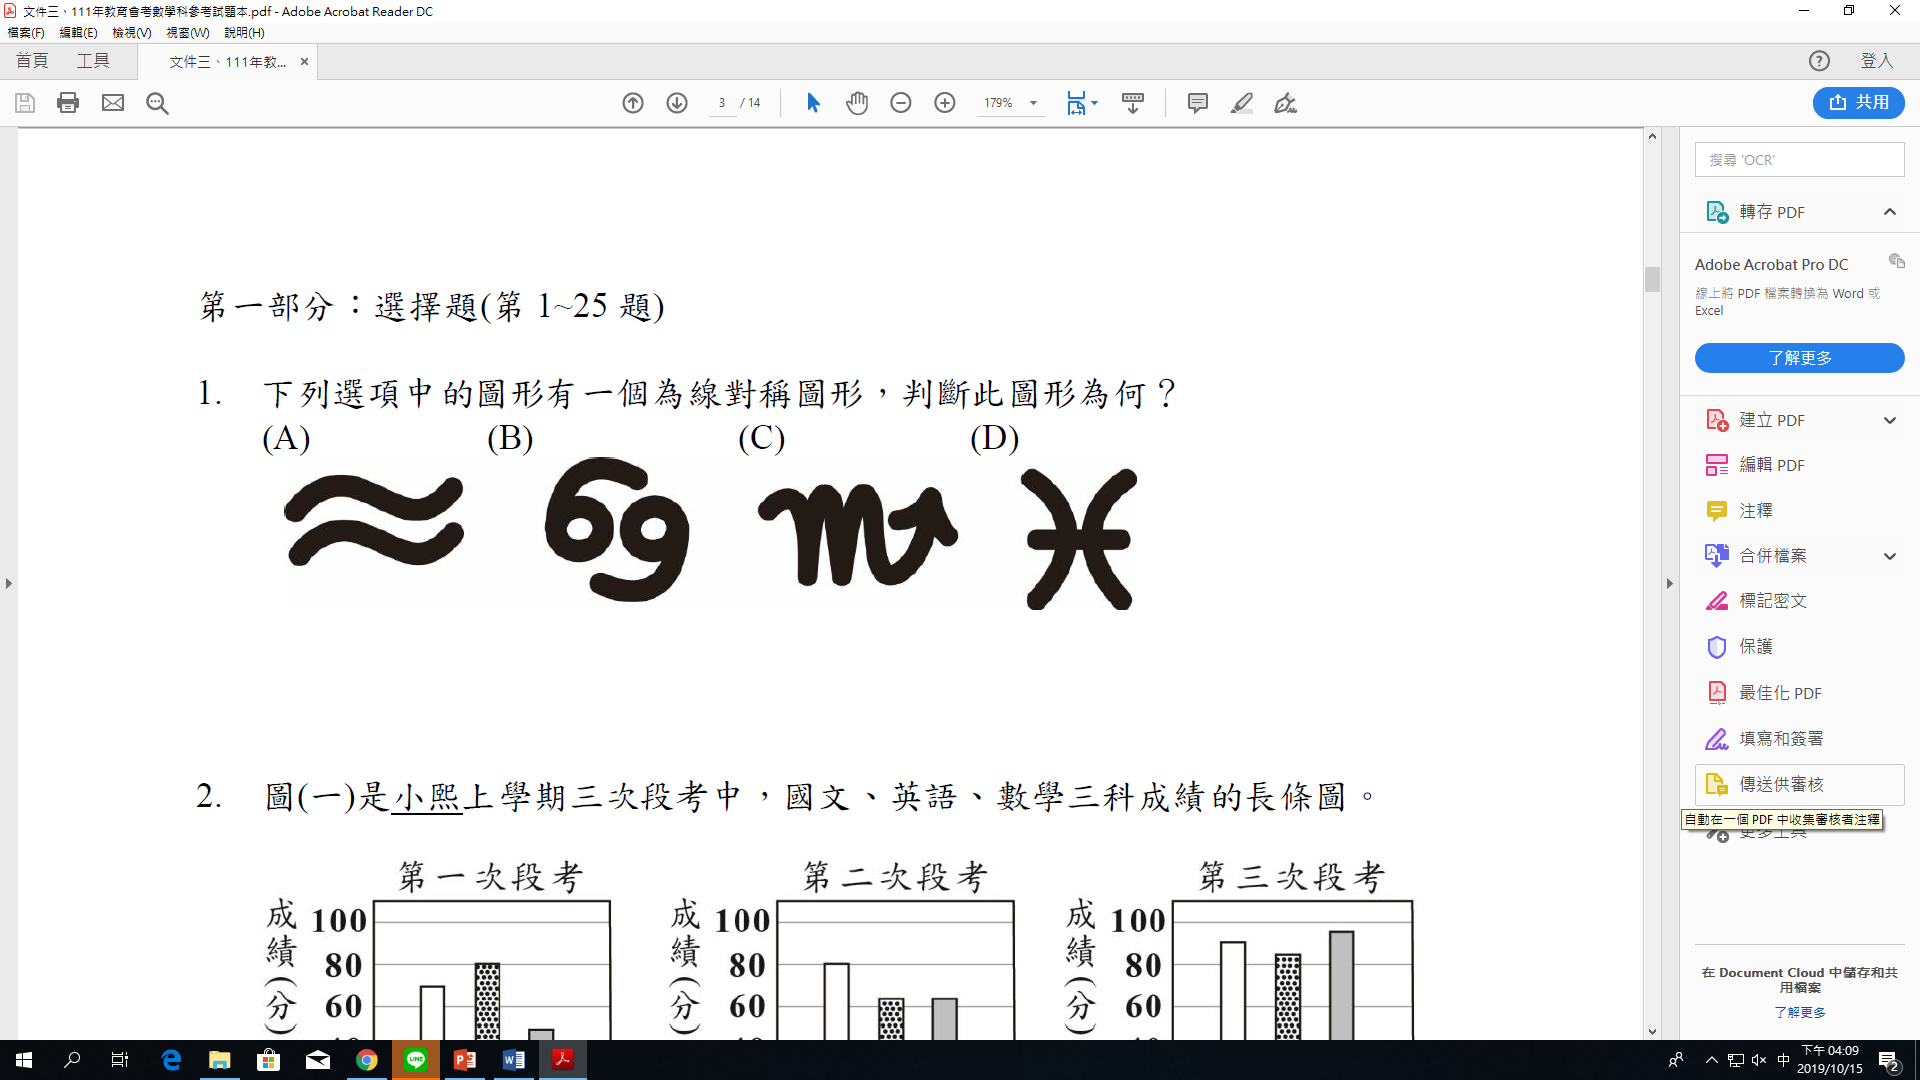 文件三、111年教育會考數學科參考試題本.pdf - Adobe Acrobat Reader DC
檔案(F) 編輯(E) 檢視(V) 視窗(W) 說明(H)
首頁 工具 文件三、111年教... × 登入
3 / 14 179% 共用
搜尋 'OCR'
轉存 PDF
Adobe Acrobat Pro DC
線上將 PDF 檔案轉換為 Word 或
Excel
了解更多
建立 PDF
編輯 PDF
注釋
合併檔案
標記密文
保護
最佳化 PDF
填寫和簽署
傳送供審核
自動在一個 PDF 中收集審核者注釋
更多工具
在 Document Cloud 中儲存和共
用檔案
了解更多
第一部分：選擇題(第 1~25 題)
1. 下列選項中的圖形有一個為線對稱圖形，判斷此圖形為何？
(A) (B) (C) (D)
2. 圖(一)是小熙上學期三次段考中，國文、英語、數學三科成績的長條圖。
第一次段考 第二次段考 第三次段考
成績(分) 100 80 60
成績(分) 100 80 60
成績(分) 100 80 60
中 下午 04:09
2019/10/15 2